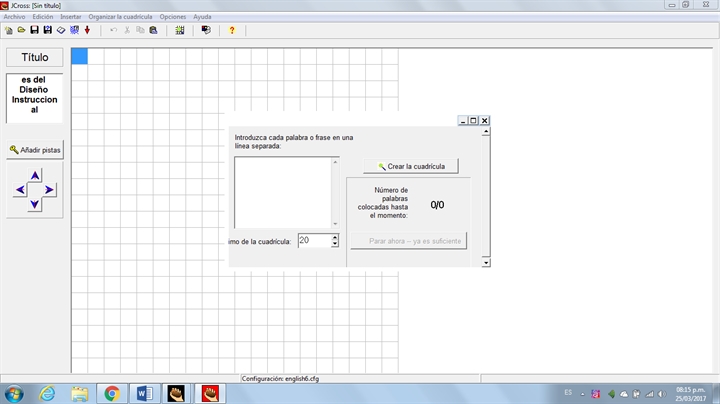 JCross: [Sin título]
Archivo Edición Insertar Organizar la cuadrícula Opciones Ayuda
Título
es del
Diseño
Instruccion
al
Añadir pistas
Introduzca cada palabra o frase en una
línea separada:
Crear la cuadrícula
Número de
palabras
colocadas hasta
el momento:
0/0
imo de la cuadrícula:
20
Parar ahora -- ya es suficiente
Configuración: english6.cfg
ES
08:15 p.m.
25/03/2017